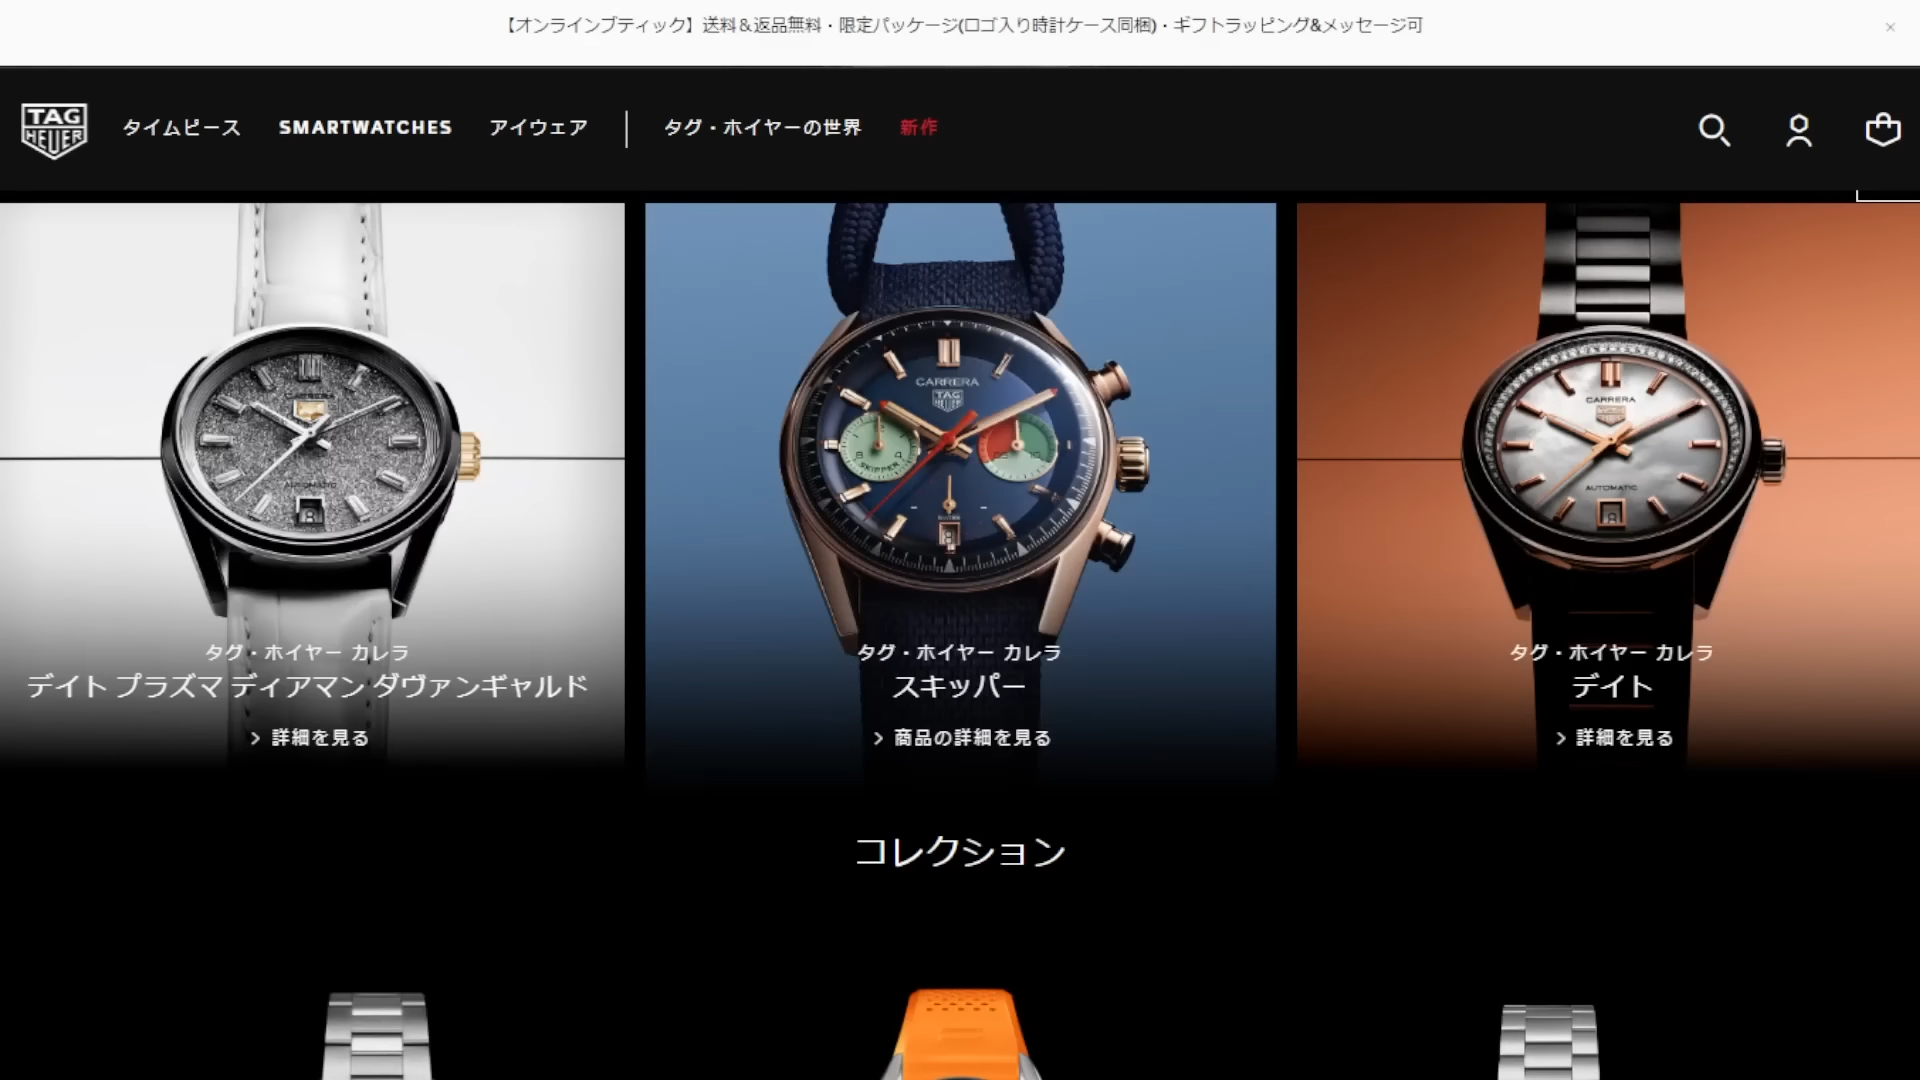 【オンラインブティック】送料＆返品無料・限定パッケージ(ロゴ入り時計ケース同梱)・ギフトラッピング&メッセージ可
TAG HEUER
タイムピース SMARTWATCHES アイウェア タグ・ホイヤーの世界 新作
CARRERA
AUTOMATIC
8
タグ・ホイヤー カレラ
デイト プラズマ ディアマン ダヴァンギャルド
詳細を見る
CARRERA
TAG HEUER
8 4
SKIPPER
8
タグ・ホイヤー カレラ
スキッパー
商品の詳細を見る
CARRERA
AUTOMATIC
8
タグ・ホイヤー カレラ
デイト
詳細を見る
コレクション